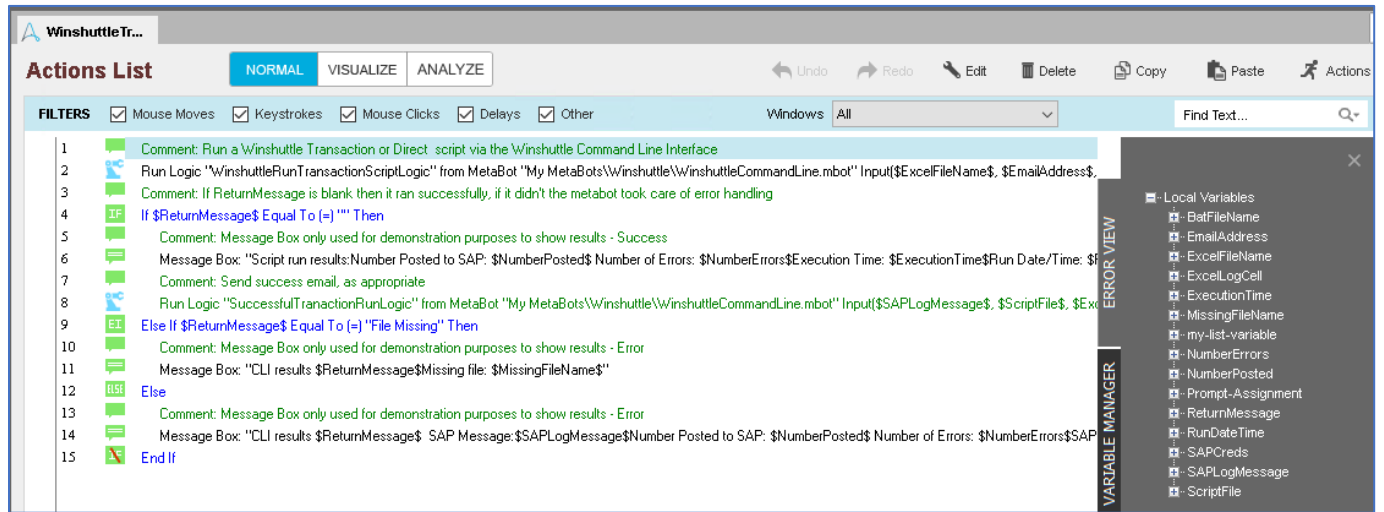 WinshuttleTr...
Actions List
NORMAL VISUALIZE ANALYZE
Undo Redo Edit Delete Copy Paste Actions
FILTERS Mouse Moves Keystrokes Mouse Clicks Delays Other Windows All Find Text...
1 Comment: Run a Winshuttle Transaction or Direct script via the Winshuttle Command Line Interface
2 Run Logic "WinshuttleRunTransactionScriptLogic" from MetaBot "My MetaBots\Winshuttle\WinshuttleCommandLine.mbot" Input($ExcelFileName$, $EmailAddress$,
3 Comment: If ReturnMessage is blank then it ran successfully, if it didn't the metabot took care of error handling
4 IF If $ReturnMessage$ Equal To (=) "" Then
5 Comment: Message Box only used for demonstration purposes to show results - Success
6 Message Box: "Script run results:Number Posted to SAP: $NumberPosted$ Number of Errors: $NumberErrors$Execution Time: $ExecutionTime$Run Date/Time: $R
7 Comment: Send success email, as appropriate
8 Run Logic "SuccessfulTranactionRunLogic" from MetaBot "My MetaBots\Winshuttle\WinshuttleCommandLine.mbot" Input($SAPLogMessage$, $ScriptFile$, $Exc
9 EI Else If $ReturnMessage$ Equal To (=) "File Missing" Then
10 Comment: Message Box only used for demonstration purposes to show results - Error
11 Message Box: "CLI results $ReturnMessage$Missing file: $MissingFileName$"
12 ELSE Else
13 Comment: Message Box only used for demonstration purposes to show results - Error
14 Message Box: "CLI results $ReturnMessage$ SAP Message:$SAPLogMessage$Number Posted to SAP: $NumberPosted$ Number of Errors: $NumberErrors$SAP
15 End If
ERROR VIEW
VARIABLE MANAGER
Local Variables
BatFileName
EmailAddress
ExcelFileName
ExcelLogCell
ExecutionTime
MissingFileName
my-list-variable
NumberErrors
NumberPosted
Prompt-Assignment
ReturnMessage
RunDateTime
SAPCreds
SAPLogMessage
ScriptFile